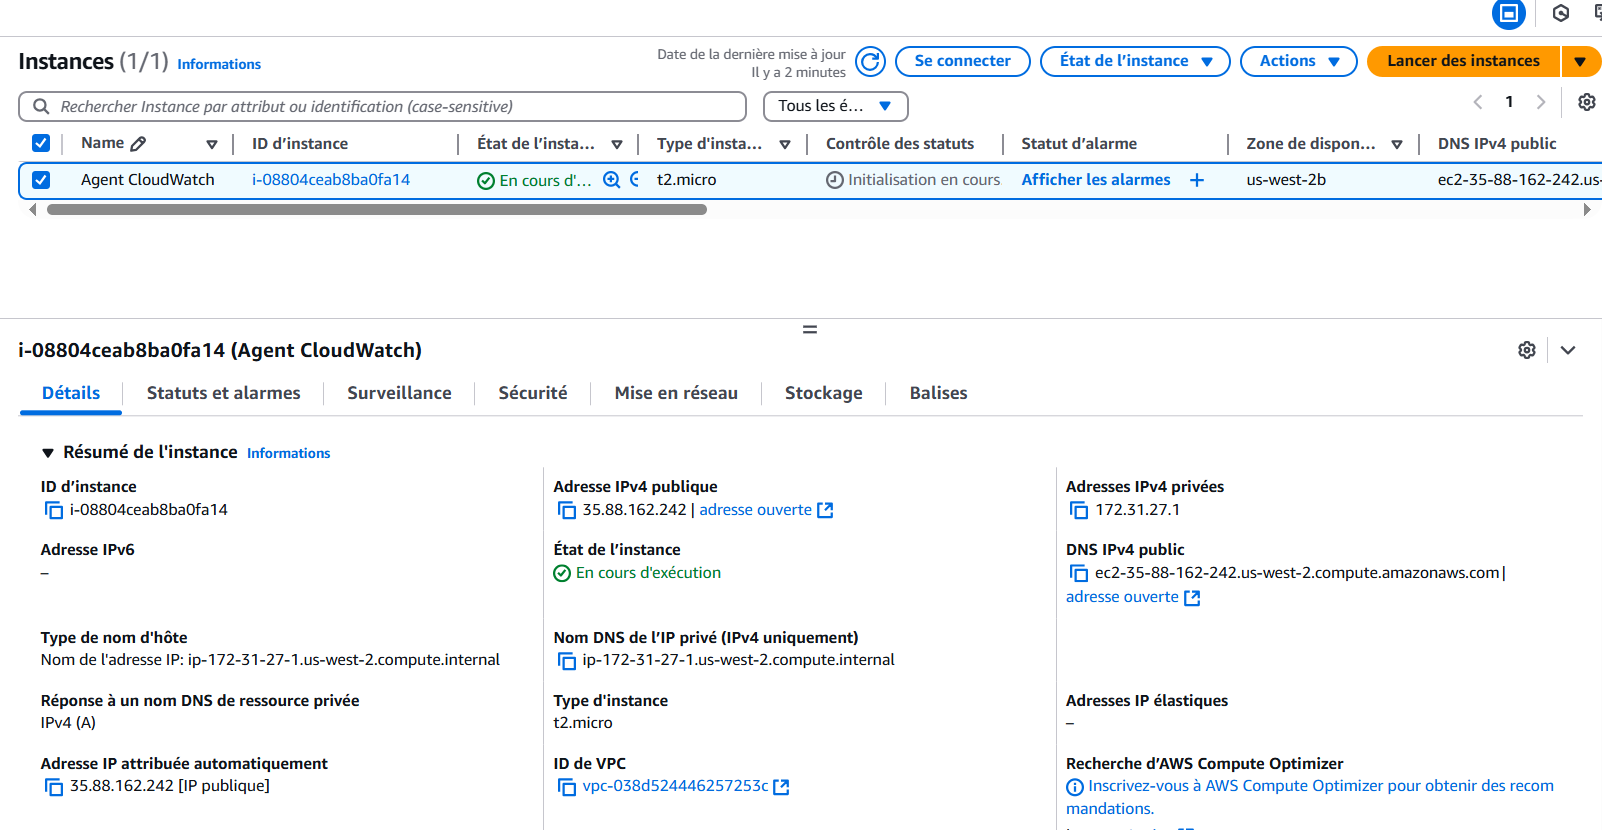 Instances (1/1) Informations
Date de la dernière mise à jour
Il y a 2 minutes
Se connecter
État de l’instance
Actions
Lancer des instances
Rechercher Instance par attribut ou identification (case-sensitive)
Tous les é...
1
Name ID d’instance État de l’insta... Type d'insta... Contrôle des statuts Statut d’alarme Zone de dispon... DNS IPv4 public
Agent CloudWatch i-08804ceab8ba0fa14 En cours d'... t2.micro Initialisation en cours Afficher les alarmes + us-west-2b ec2-35-88-162-242.us-
i-08804ceab8ba0fa14 (Agent CloudWatch)
Détails Statuts et alarmes Surveillance Sécurité Mise en réseau Stockage Balises
Résumé de l'instance Informations
ID d’instance
i-08804ceab8ba0fa14
Adresse IPv4 publique
35.88.162.242 | adresse ouverte
Adresses IPv4 privées
172.31.27.1
Adresse IPv6
–
État de l’instance
En cours d'exécution
DNS IPv4 public
ec2-35-88-162-242.us-west-2.compute.amazonaws.com |
adresse ouverte
Type de nom d'hôte
Nom de l'adresse IP: ip-172-31-27-1.us-west-2.compute.internal
Nom DNS de l’IP privé (IPv4 uniquement)
ip-172-31-27-1.us-west-2.compute.internal
Réponse à un nom DNS de ressource privée
IPv4 (A)
Type d'instance
t2.micro
Adresses IP élastiques
–
Adresse IP attribuée automatiquement
35.88.162.242 [IP publique]
ID de VPC
vpc-038d524446257253c
Recherche d’AWS Compute Optimizer
Inscrivez-vous à AWS Compute Optimizer pour obtenir des recom
mandations.